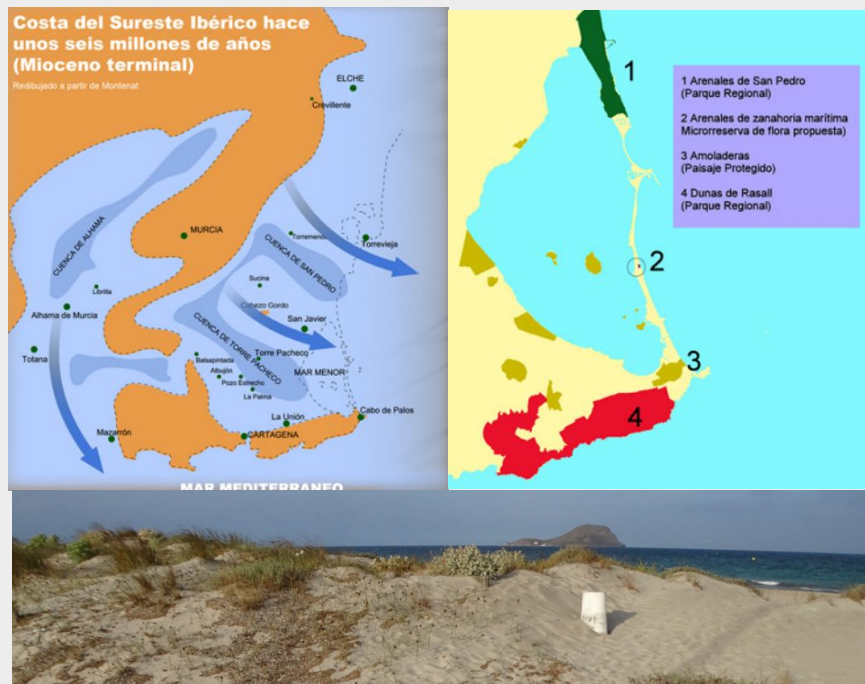 Costa del Sureste Ibérico hace
unos seis millones de años
(Mioceno terminal)
Redibujado a partir de Montenat
ELCHE
Crevillente
MURCIA
CUENCA DE ALHAMA
Torremendo
Torrevieja
CUENCA DE SAN PEDRO
Librilla
Sucina
Alhama de Murcia
Cabezo Gordo
San Javier
CUENCA DE TORRE PACHECO
Totana
Balsapintada
Torre Pacheco
MAR MENOR
Albujón
Pozo Estrecho
La Palma
La Unión
Cabo de Palos
Mazarrón
CARTAGENA
MAR MEDITERRANEO
1
2
3
4
1 Arenales de San Pedro
(Parque Regional)
2 Arenales de zanahoria marítima
Microrreserva de flora propuesta)
3 Amoladeras
(Paisaje Protegido)
4 Dunas de Rasall
(Parque Regional)